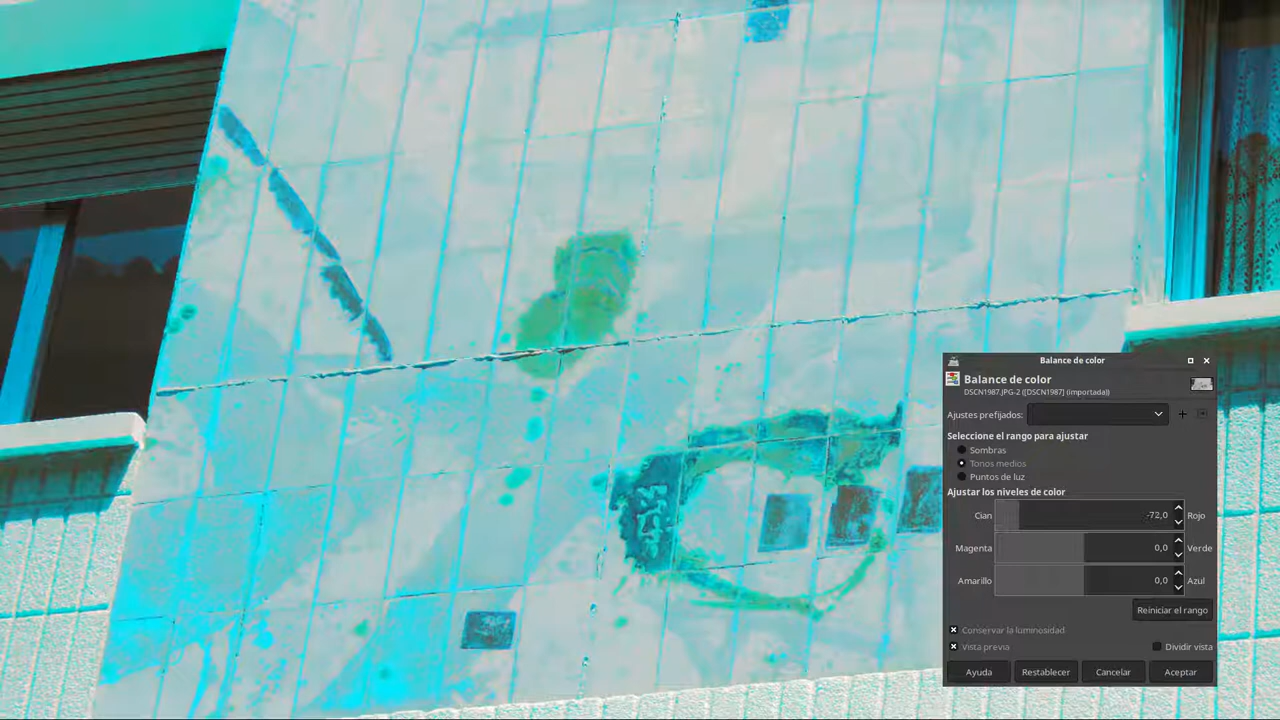 Balance de color
Balance de color
DSCN1987.JPG-2 ([DSCN1987] (importada))
Ajustes prefijados:
Seleccione el rango para ajustar
Sombras
Tonos medios
Puntos de luz
Ajustar los niveles de color
Cian -72,0 Rojo
Magenta 0,0 Verde
Amarillo 0,0 Azul
Reiniciar el rango
Conservar la luminosidad
Vista previa Dividir vista
Ayuda Restablecer Cancelar Aceptar